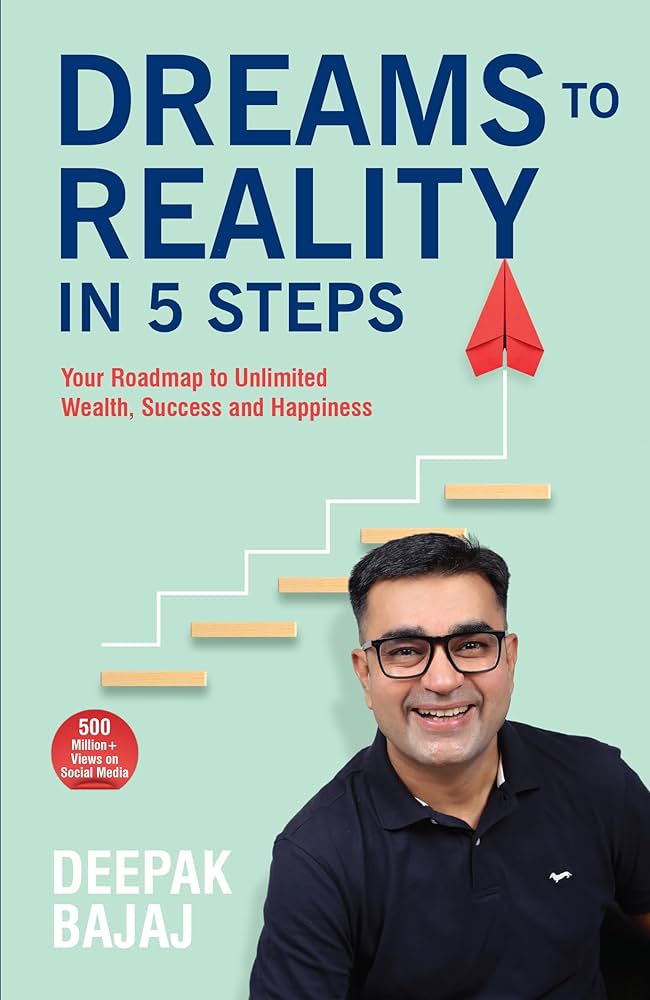 DREAMS TO
REALITY
IN 5 STEPS
Your Roadmap to Unlimited
Wealth, Success and Happiness
500
Million+
Views on
Social Media
DEEPAK
BAJAJ